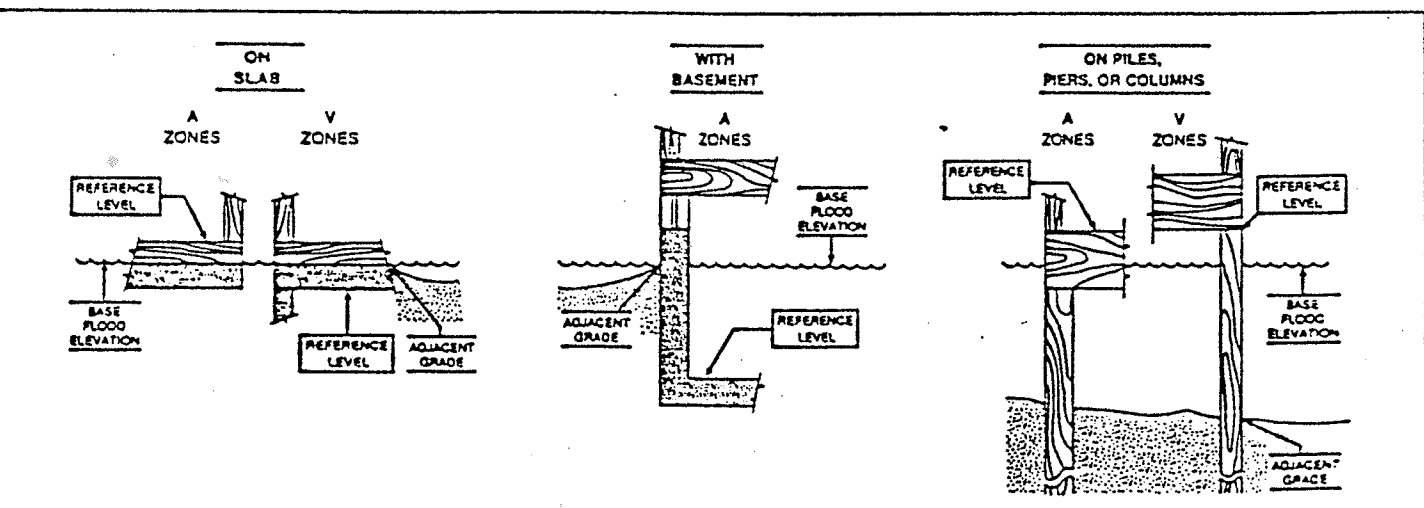 ON
SLAB
A
ZONES
V
ZONES
REFERENCE
LEVEL
BASE
FLOOD
ELEVATION
REFERENCE
LEVEL
ADJACENT
GRADE
WITH
BASEMENT
A
ZONES
BASE
FLOOD
ELEVATION
ADJACENT
GRADE
REFERENCE
LEVEL
ON PILES,
PIERS, OR COLUMNS
A
ZONES
V
ZONES
REFERENCE
LEVEL
REFERENCE
LEVEL
BASE
FLOOD
ELEVATION
ADJACENT
GRADE